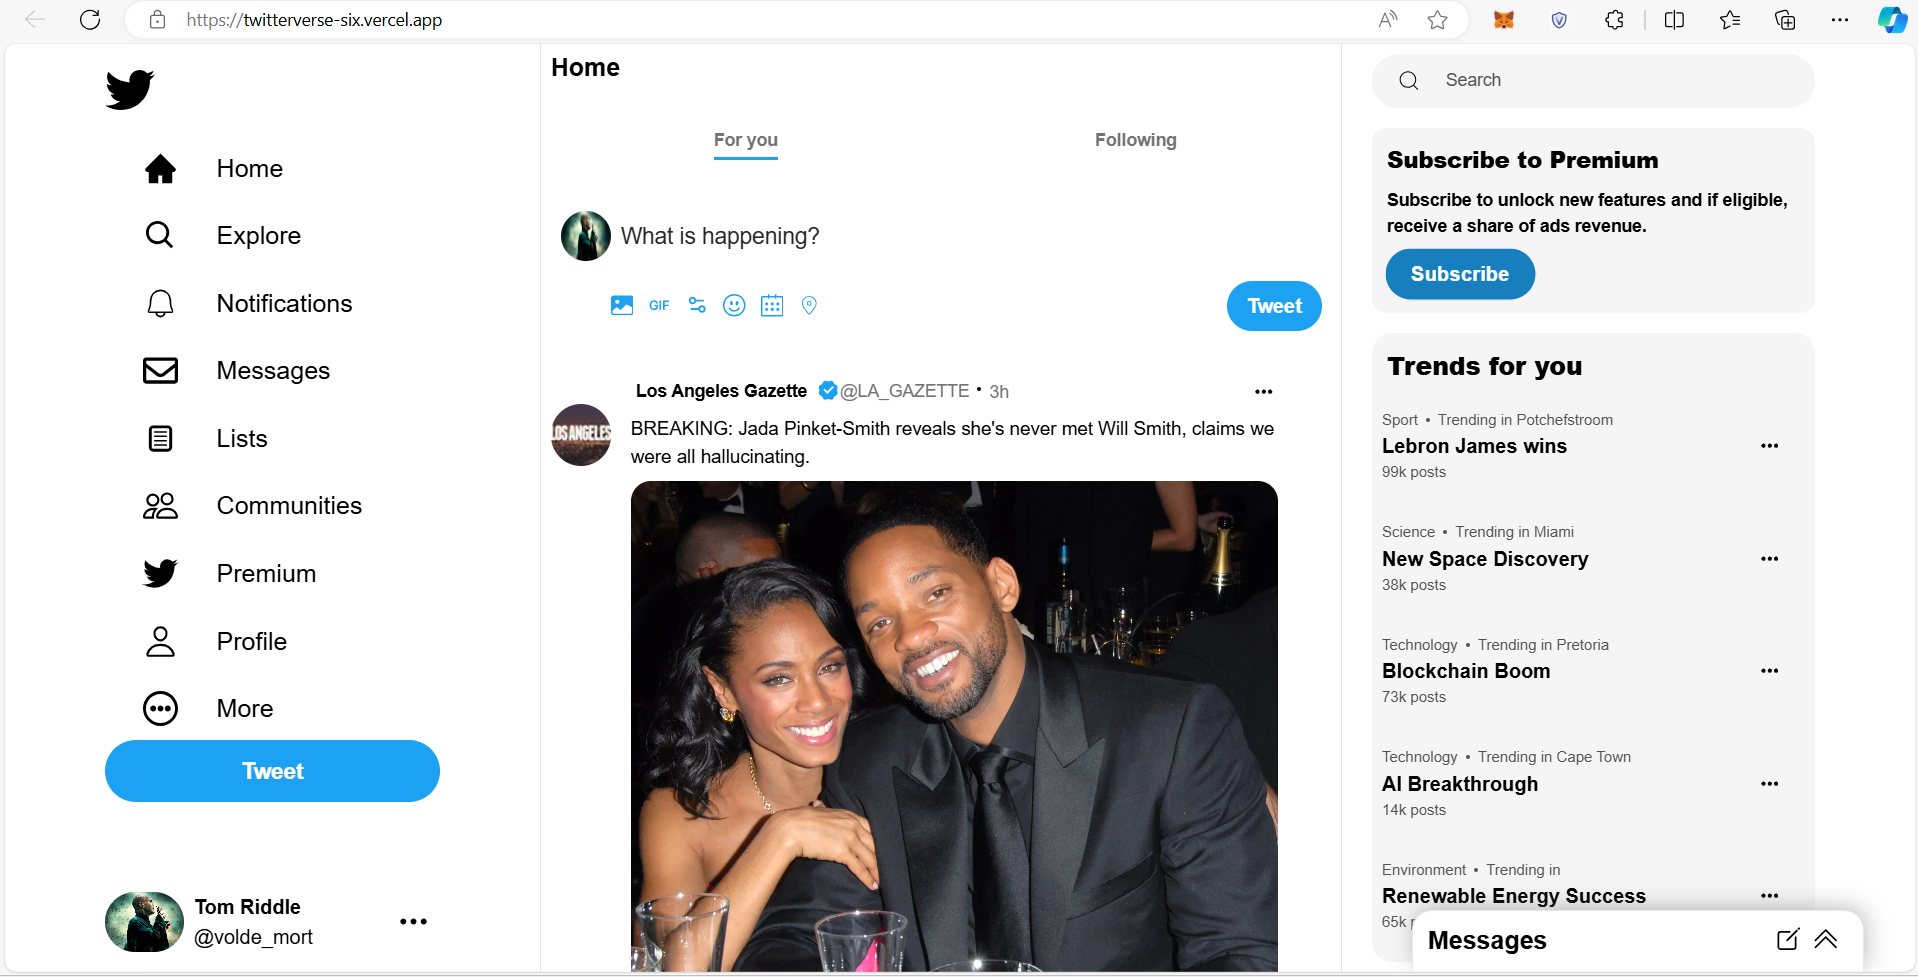 https://twitterverse-six.vercel.app
Home
Explore
Notifications
Messages
Lists
Communities
Premium
Profile
More
Tweet
Tom Riddle
@volde_mort
Home
For you
Following
What is happening?
GIF
Tweet
Los Angeles Gazette @LA_GAZETTE • 3h
LOS ANGELES
BREAKING: Jada Pinket-Smith reveals she's never met Will Smith, claims we
were all hallucinating.
Search
Subscribe to Premium
Subscribe to unlock new features and if eligible,
receive a share of ads revenue.
Subscribe
Trends for you
Sport • Trending in Potchefstroom
Lebron James wins
99k posts
Science • Trending in Miami
New Space Discovery
38k posts
Technology • Trending in Pretoria
Blockchain Boom
73k posts
Technology • Trending in Cape Town
AI Breakthrough
14k posts
Environment • Trending in
Renewable Energy Success
65k
Messages